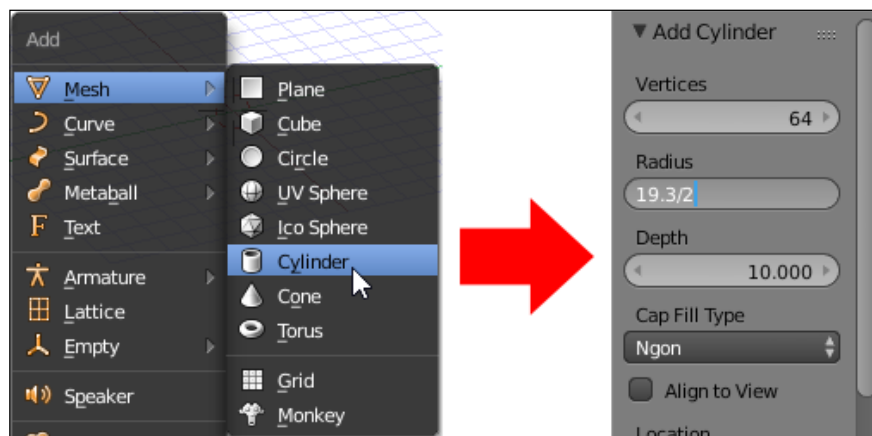 Add
Mesh
Curve
Surface
Metaball
Text
Armature
Lattice
Empty
Speaker
Plane
Cube
Circle
UV Sphere
Ico Sphere
Cylinder
Cone
Torus
Grid
Monkey
Add Cylinder
Vertices
64
Radius
19.3/2
Depth
10.000
Cap Fill Type
Ngon
Align to View
Location